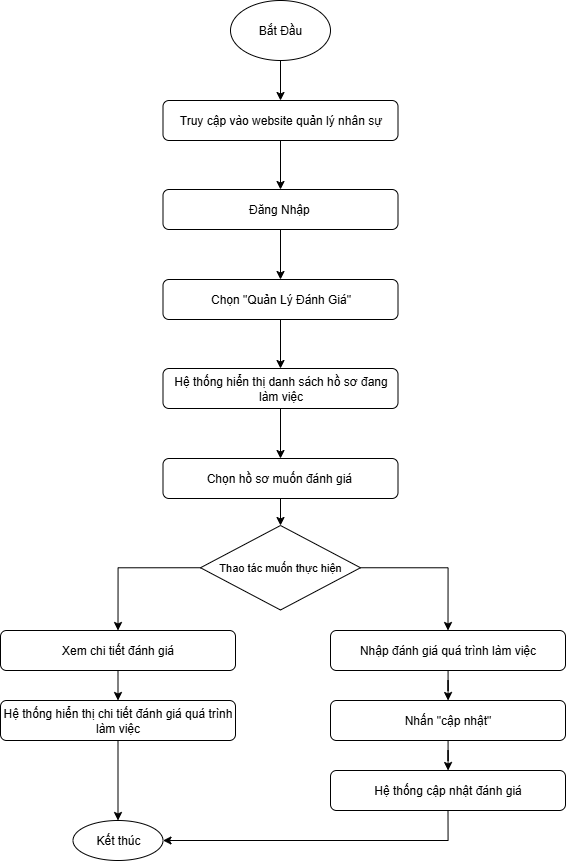 Bắt Đầu
Truy cập vào website quản lý nhân sự
Đăng Nhập
Chọn "Quản Lý Đánh Giá"
Hệ thống hiển thị danh sách hồ sơ đang
làm việc
Chọn hồ sơ muốn đánh giá
Thao tác muốn thực hiện
Xem chi tiết đánh giá
Nhập đánh giá quá trình làm việc
Hệ thống hiển thị chi tiết đánh giá quá trình
làm việc
Nhấn "cập nhật"
Hệ thống cập nhật đánh giá
Kết thúc